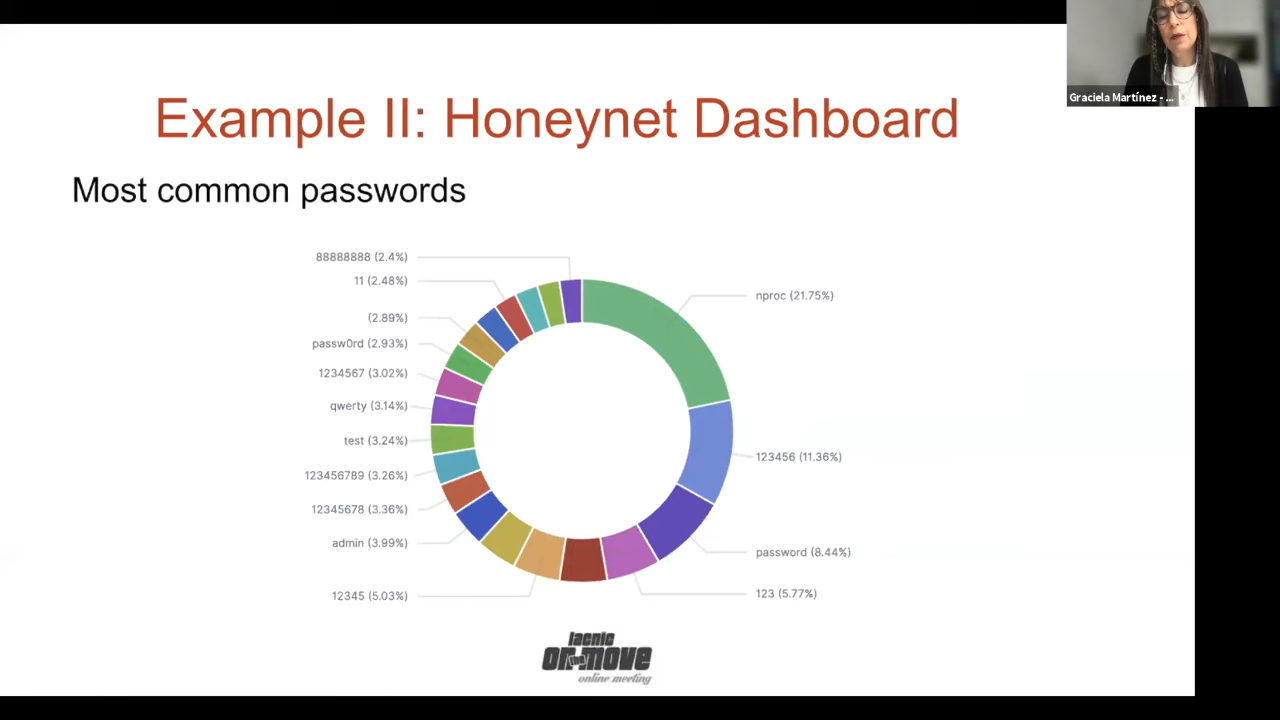 Graciela Martínez - ...
Example II: Honeynet Dashboard
Most common passwords
88888888 (2.4%)
11 (2.48%)
(2.89%)
passw0rd (2.93%)
1234567 (3.02%)
qwerty (3.14%)
test (3.24%)
123456789 (3.26%)
12345678 (3.36%)
admin (3.99%)
12345 (5.03%)
nproc (21.75%)
123456 (11.36%)
password (8.44%)
123 (5.77%)
lacnic
on the move
online meeting